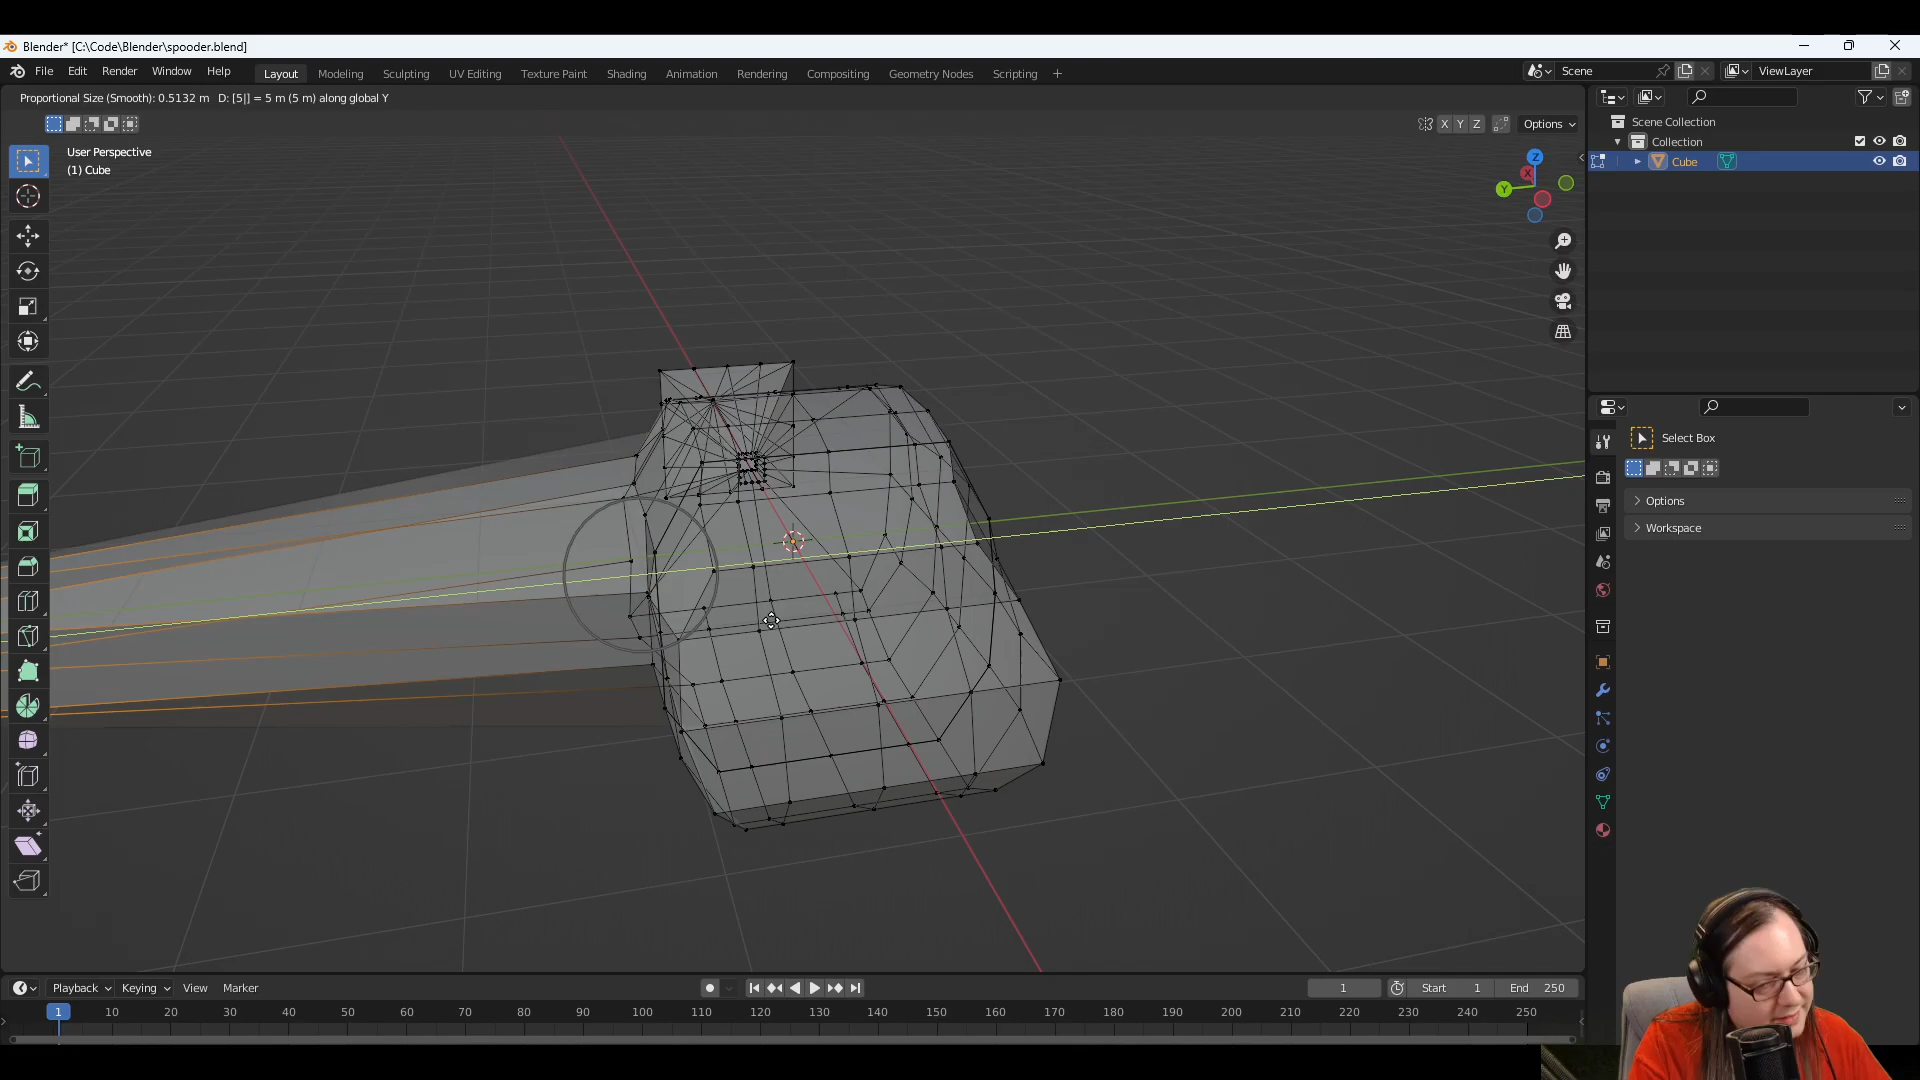 Blender* [C:\Code\Blender\spooder.blend]
File Edit Render Window Help
Layout Modeling Sculpting UV Editing Texture Paint Shading Animation Rendering Compositing Geometry Nodes Scripting +
Scene ViewLayer
Proportional Size (Smooth): 0.5132 m D: [5|] = 5 m (5 m) along global Y
X Y Z Options
User Perspective
(1) Cube
Z
X
Y
Scene Collection
Collection
Cube
Select Box
Options
Workspace
Playback Keying View Marker
1 Start 1 End 250
1 10 20 30 40 50 60 70 80 90 100 110 120 130 140 150 160 170 180 190 200 210 220 230 240 250